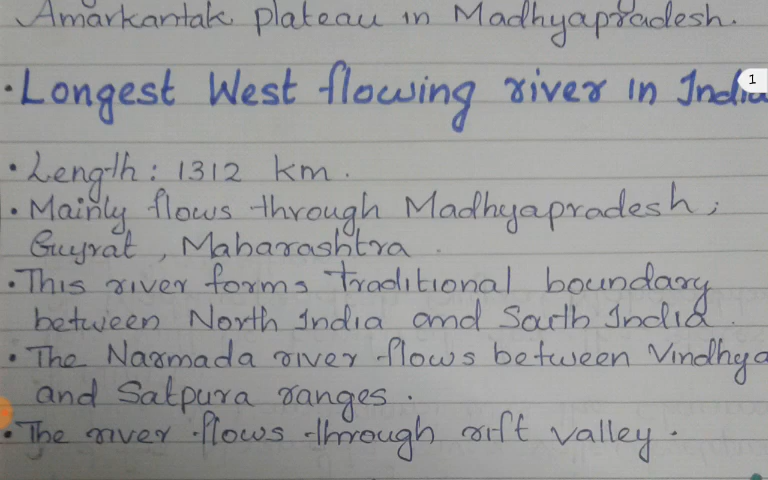 Amarkantak plateau in Madhyapradesh.
1
• Longest West flowing river in India
• Length : 1312 km.
• Mainly flows through Madhyapradesh,
Gujrat, Maharashtra.
• This river forms traditional boundary
between North India and South India.
• The Narmada river flows between Vindhya
and Satpura ranges.
• The river flows through rift valley.